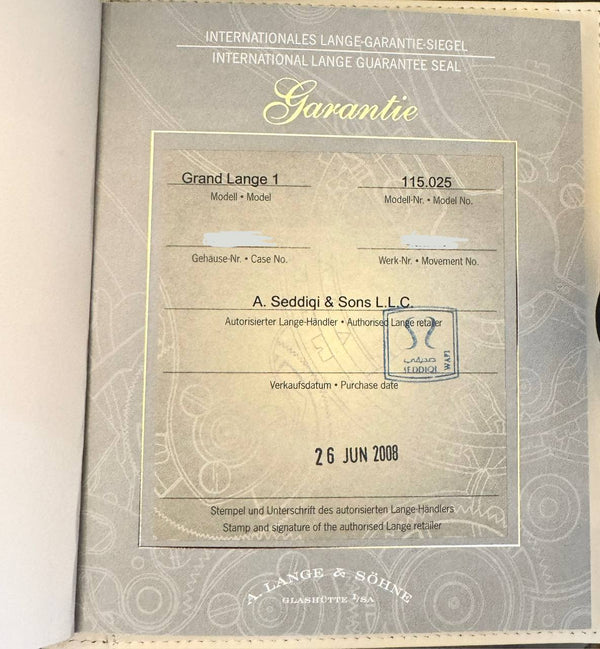 INTERNATIONALES LANGE-GARANTIE-SIEGEL
INTERNATIONAL LANGE GUARANTEE SEAL
Garantie
Grand Lange 1 115.025
Modell • Model Modell-Nr. • Model No.
Gehäuse-Nr. • Case No. Werk-Nr. • Movement No.
A. Seddiqi & Sons L.L.C.
Autorisierter Lange-Händler • Authorised Lange retailer
صديقي
SEDDIQI
WAFI
Verkaufsdatum • Purchase date
26 JUN 2008
Stempel und Unterschrift des autorisierten Lange-Händlers
Stamp and signature of the authorised Lange retailer
A. LANGE & SÖHNE
GLASHÜTTE I/SA